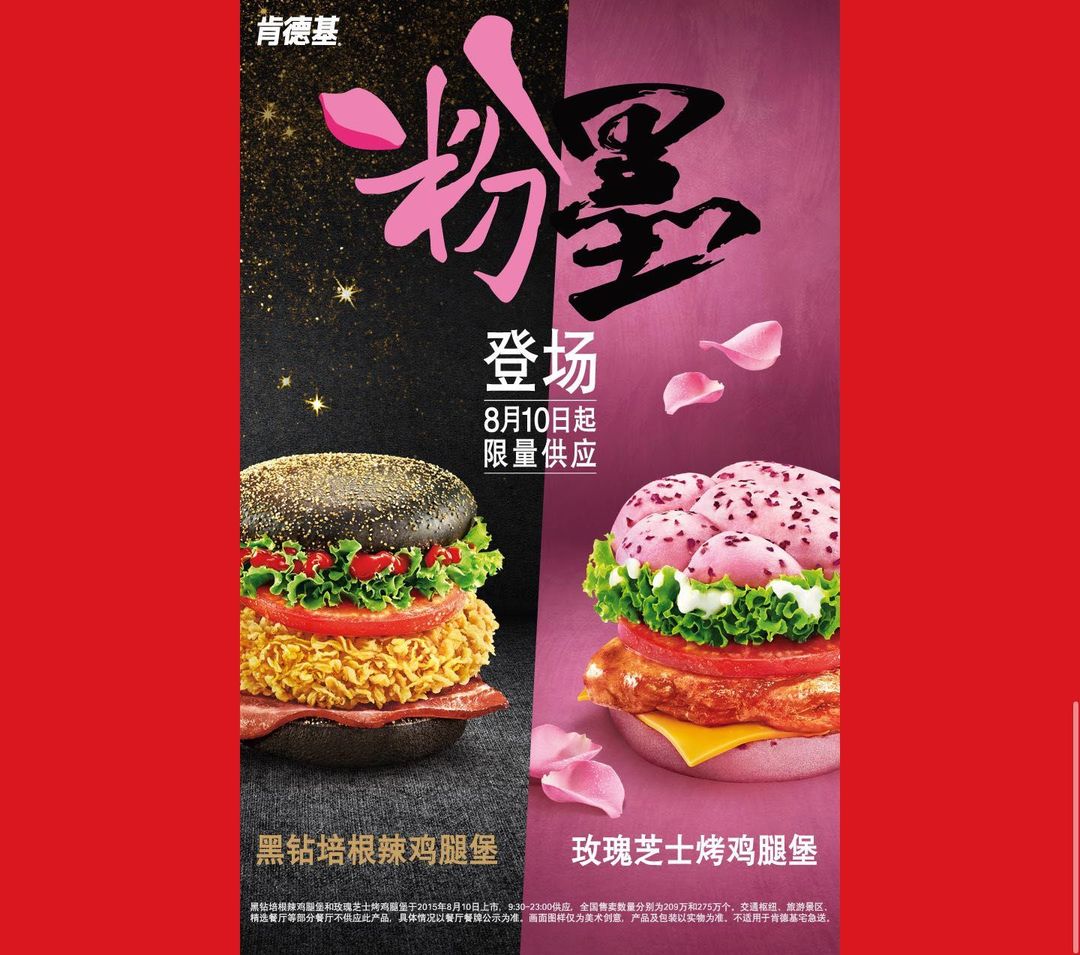 肯德基
粉墨
登场
8月10日起
限量供应
黑钻培根辣鸡腿堡
玫瑰芝士烤鸡腿堡
黑钻培根辣鸡腿堡和玫瑰芝士烤鸡腿堡于2015年8月10日上市，9:30-23:00供应，全国售卖数量分别为209万和275万个。交通枢纽、旅游景区、
精选餐厅等部分餐厅不供应此产品，具体情况以餐厅餐牌公示为准。画面图样仅为美术创意，产品及包装以实物为准。不适用于肯德基宅急送。